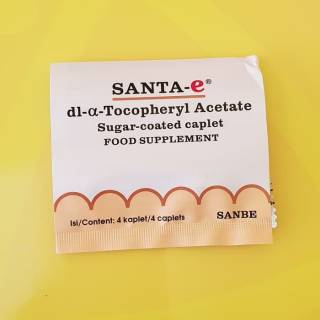 SANTA-e®
dl-α-Tocopheryl Acetate
Sugar-coated caplet
FOOD SUPPLEMENT
Isi/Content: 4 kaplet/4 caplets
SANBE